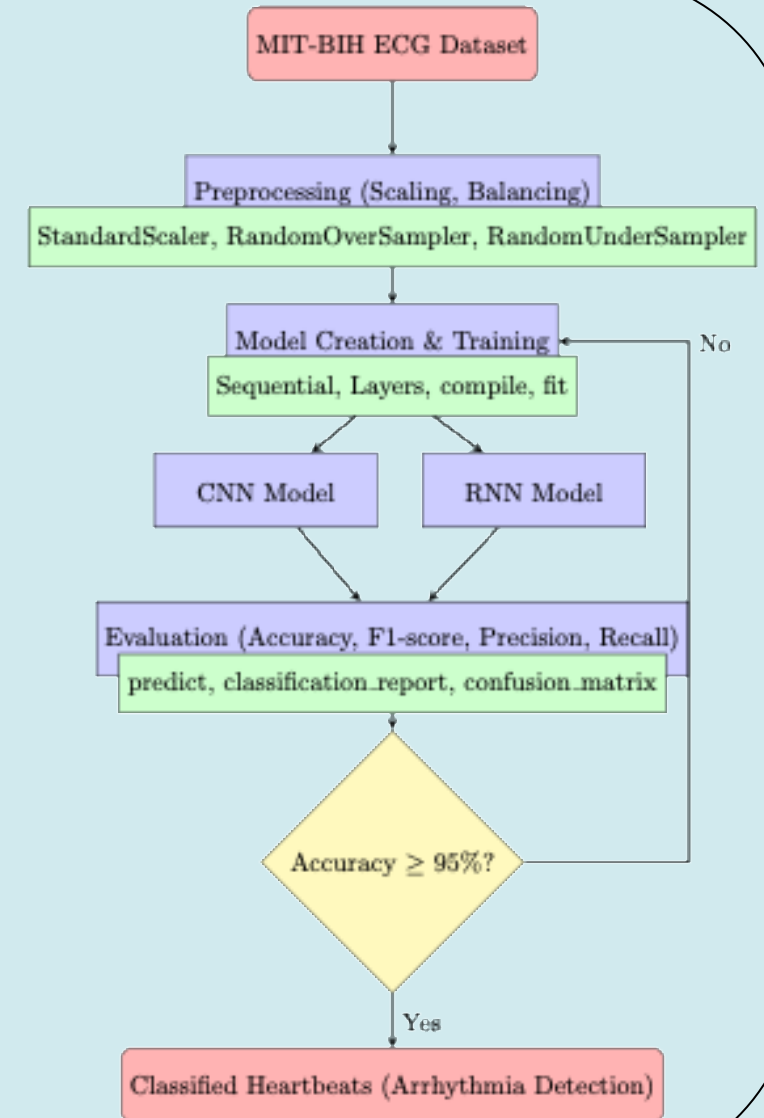 MIT-BIH ECG Dataset
Preprocessing (Scaling, Balancing)
StandardScaler, RandomOverSampler, RandomUnderSampler
Model Creation & Training
No
Sequential, Layers, compile, fit
CNN Model
RNN Model
Evaluation (Accuracy, F1-score, Precision, Recall)
predict, classification_report, confusion_matrix
Accuracy ≥ 95%?
Yes
Classified Heartbeats (Arrhythmia Detection)